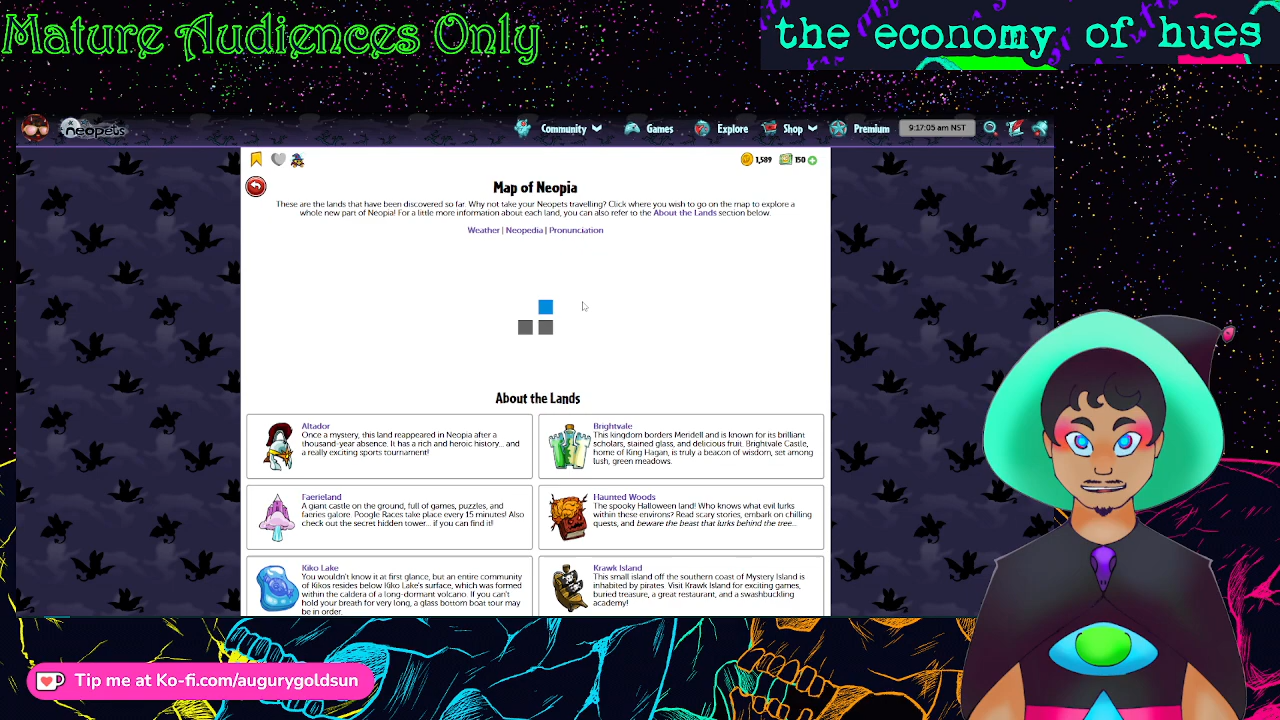 Mature Audiences Only
the economy of hues
neopets
Community
Games
Explore
Shop
Premium
9:17:05 am NST
1,589
150
Map of Neopia
These are the lands that have been discovered so far. Why not take your Neopets travelling? Click where you wish to go on the map to explore a
whole new part of Neopia! For a little more information about each land, you can also refer to the About the Lands section below.
Weather | Neopedia | Pronunciation
About the Lands
Altador
Once a mystery, this land reappeared in Neopia after a
thousand-year absence. It has a rich and heroic history... and
a really exciting sports tournament!
Brightvale
This kingdom borders Meridell and is known for its brilliant
scholars, stained glass, and delicious fruit. Brightvale Castle,
home of King Hagan, is truly a beacon of wisdom, set among
lush, green meadows.
Faerieland
A giant castle on the ground, full of games, puzzles, and
faeries galore. Poogle Races take place every 15 minutes! Also
check out the secret hidden tower... if you can find it!
Haunted Woods
The spooky Halloween land! Who knows what evil lurks
within these environs? Read scary stories, embark on chilling
quests, and beware the beast that lurks behind the tree...
Kiko Lake
You wouldn't know it at first glance, but an entire community
of Kikos resides below Kiko Lake's surface, which was formed
within the caldera of a long-dormant volcano. If you can't
hold your breath for very long, a glass bottom boat tour may
be in order.
Krawk Island
This small island off the southern coast of Mystery Island is
inhabited by pirates. Visit Krawk Island for exciting games,
buried treasure, a great restaurant, and a swashbuckling
academy!
Tip me at Ko-fi.com/augurygoldsun